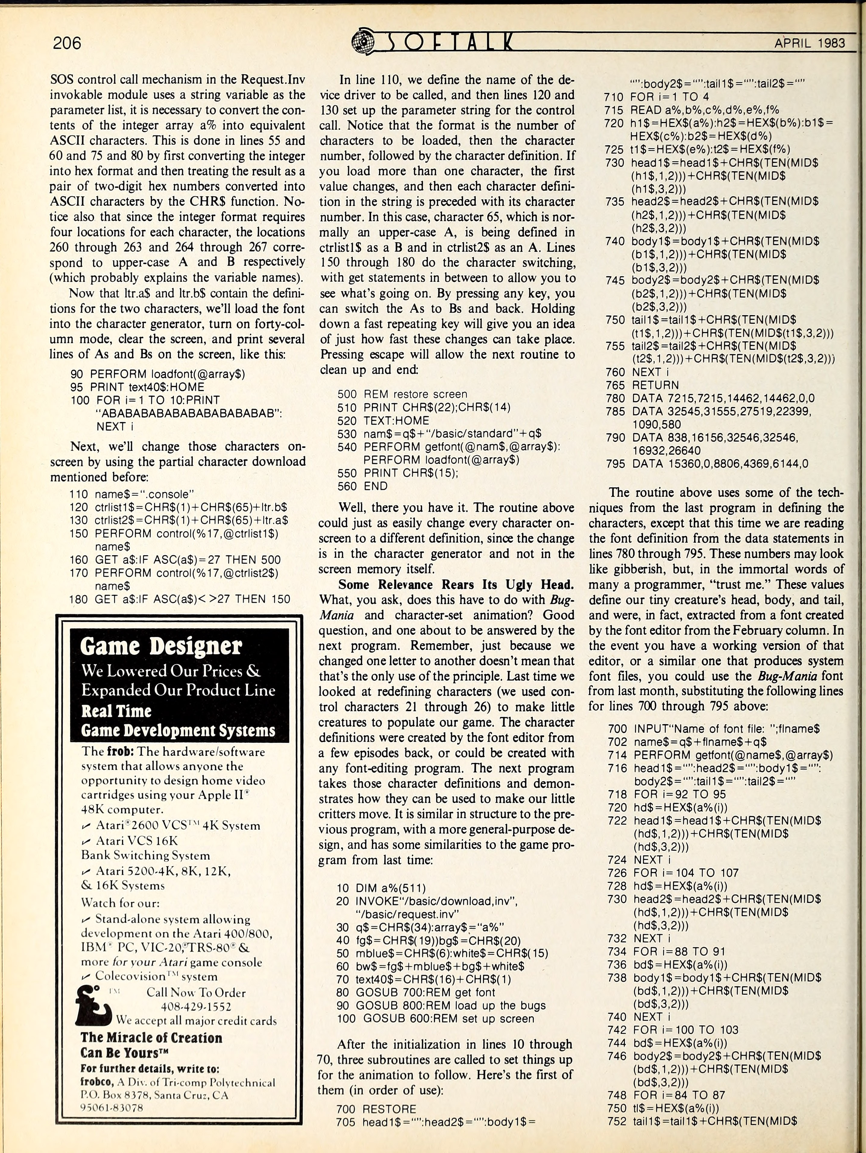 206
SOFTALK
APRIL 1983
SOS control call mechanism in the Request.Inv
invokable module uses a string variable as the
parameter list, it is necessary to convert the con-
tents of the integer array a% into equivalent
ASCII characters. This is done in lines 55 and
60 and 75 and 80 by first converting the integer
into hex format and then treating the result as a
pair of two-digit hex numbers converted into
ASCII characters by the CHR$ function. No-
tice also that since the integer format requires
four locations for each character, the locations
260 through 263 and 264 through 267 corre-
spond to upper-case A and B respectively
(which probably explains the variable names).
Now that ltr.a$ and ltr.b$ contain the defini-
tions for the two characters, we'll load the font
into the character generator, turn on forty-col-
umn mode, clear the screen, and print several
lines of As and Bs on the screen, like this:
90 PERFORM loadfont(@array$)
95 PRINT text40$:HOME
100 FOR i=1 TO 10:PRINT
"ABABABABABABABABABABAB":
NEXT i
Next, we'll change those characters on-
screen by using the partial character download
mentioned before:
110 name$=".console"
120 ctrlist1$=CHR$(1)+CHR$(65)+ltr.b$
130 ctrlist2$=CHR$(1)+CHR$(65)+ltr.a$
150 PERFORM control(%17,@ctrlist1$)
name$
160 GET a$:IF ASC(a$)=27 THEN 500
170 PERFORM control(%17,@ctrlist2$)
name$
180 GET a$:IF ASC(a$)< >27 THEN 150
Game Designer
We Lowered Our Prices &
Expanded Our Product Line
Real Time
Game Development Systems
The frob: The hardware/software
system that allows anyone the
opportunity to design home video
cartridges using your Apple II®
48K computer.
✓ Atari® 2600 VCS™ 4K System
✓ Atari VCS 16K
Bank Switching System
✓ Atari 5200-4K, 8K, 12K,
& 16K Systems
Watch for our:
✓ Stand-alone system allowing
development on the Atari 400/800,
IBM® PC, VIC-20,®TRS-80® &
more for your Atari game console
✓ Colecovision™ system
TM
Call Now To Order
408-429-1552
We accept all major credit cards
The Miracle of Creation
Can Be Yours™
For further details, write to:
frobco, A Div. of Tri-comp Polytechnical
P.O. Box 8378, Santa Cruz, CA
95061-83078
In line 110, we define the name of the de-
vice driver to be called, and then lines 120 and
130 set up the parameter string for the control
call. Notice that the format is the number of
characters to be loaded, then the character
number, followed by the character definition. If
you load more than one character, the first
value changes, and then each character defini-
tion in the string is preceded with its character
number. In this case, character 65, which is nor-
mally an upper-case A, is being defined in
ctrlist1$ as a B and in ctrlist2$ as an A. Lines
150 through 180 do the character switching,
with get statements in between to allow you to
see what's going on. By pressing any key, you
can switch the As to Bs and back. Holding
down a fast repeating key will give you an idea
of just how fast these changes can take place.
Pressing escape will allow the next routine to
clean up and end:
500 REM restore screen
510 PRINT CHR$(22);CHR$(14)
520 TEXT:HOME
530 nam$=q$+"/basic/standard"+q$
540 PERFORM getfont(@nam$,@array$):
PERFORM loadfont(@array$)
550 PRINT CHR$(15);
560 END
Well, there you have it. The routine above
could just as easily change every character on-
screen to a different definition, since the change
is in the character generator and not in the
screen memory itself.
Some Relevance Rears Its Ugly Head.
What, you ask, does this have to do with Bug-
Mania and character-set animation? Good
question, and one about to be answered by the
next program. Remember, just because we
changed one letter to another doesn't mean that
that's the only use of the principle. Last time we
looked at redefining characters (we used con-
trol characters 21 through 26) to make little
creatures to populate our game. The character
definitions were created by the font editor from
a few episodes back, or could be created with
any font-editing program. The next program
takes those character definitions and demon-
strates how they can be used to make our little
critters move. It is similar in structure to the pre-
vious program, with a more general-purpose de-
sign, and has some similarities to the game pro-
gram from last time:
10 DIM a%(511)
20 INVOKE"/basic/download,inv",
"/basic/request.inv"
30 q$=CHR$(34):array$="a%"
40 fg$=CHR$(19))bg$=CHR$(20)
50 mblue$=CHR$(6):white$=CHR$(15)
60 bw$=fg$+mblue$+bg$+white$
70 text40$=CHR$(16)+CHR$(1)
80 GOSUB 700:REM get font
90 GOSUB 800:REM load up the bugs
100 GOSUB 600:REM set up screen
After the initialization in lines 10 through
70, three subroutines are called to set things up
for the animation to follow. Here's the first of
them (in order of use):
700 RESTORE
705 head1$="":head2$="":body1$=
"":body2$="":tail1$="":tail2$=""
710 FOR i=1 TO 4
715 READ a%,b%,c%,d%,e%,f%
720 h1$=HEX$(a%):h2$=HEX$(b%):b1$=
HEX$(c%):b2$=HEX$(d%)
725 t1$=HEX$(e%):t2$=HEX$(f%)
730 head1$=head1$+CHR$(TEN(MID$
(h1$,1,2)))+CHR$(TEN(MID$
(h1$,3,2)))
735 head2$=head2$+CHR$(TEN(MID$
(h2$,1,2)))+CHR$(TEN(MID$
(h2$,3,2)))
740 body1$=body1$+CHR$(TEN(MID$
(b1$,1,2)))+CHR$(TEN(MID$
(b1$,3,2)))
745 body2$=body2$+CHR$(TEN(MID$
(b2$,1,2)))+CHR$(TEN(MID$
(b2$,3,2)))
750 tail1$=tail1$+CHR$(TEN(MID$
(t1$,1,2)))+CHR$(TEN(MID$(t1$,3,2)))
755 tail2$=tail2$+CHR$(TEN(MID$
(t2$,1,2)))+CHR$(TEN(MID$(t2$,3,2)))
760 NEXT i
765 RETURN
780 DATA 7215,7215,14462,14462,0,0
785 DATA 32545,31555,27519,22399,
1090,580
790 DATA 838,16156,32546,32546,
16932,26640
795 DATA 15360,0,8806,4369,6144,0
The routine above uses some of the tech-
niques from the last program in defining the
characters, except that this time we are reading
the font definition from the data statements in
lines 780 through 795. These numbers may look
like gibberish, but, in the immortal words of
many a programmer, "trust me." These values
define our tiny creature's head, body, and tail,
and were, in fact, extracted from a font created
by the font editor from the February column. In
the event you have a working version of that
editor, or a similar one that produces system
font files, you could use the Bug-Mania font
from last month, substituting the following lines
for lines 700 through 795 above:
700 INPUT"Name of font file: ";flname$
702 name$=q$+flname$+q$
714 PERFORM getfont(@name$,@array$)
716 head1$="":head2$="":body1$="":
body2$="":tail1$="":tail2$=""
718 FOR i=92 TO 95
720 hd$=HEX$(a%(i))
722 head1$=head1$+CHR$(TEN(MID$
(hd$,1,2)))+CHR$(TEN(MID$
(hd$,3,2)))
724 NEXT i
726 FOR i=104 TO 107
728 hd$=HEX$(a%(i))
730 head2$=head2$+CHR$(TEN(MID$
(hd$,1,2)))+CHR$(TEN(MID$
(hd$,3,2)))
732 NEXT i
734 FOR i=88 TO 91
736 bd$=HEX$(a%(i))
738 body1$=body1$+CHR$(TEN(MID$
(bd$,1,2)))+CHR$(TEN(MID$
(bd$,3,2)))
740 NEXT i
742 FOR i=100 TO 103
744 bd$=HEX$(a%(i))
746 body2$=body2$+CHR$(TEN(MID$
(bd$,1,2)))+CHR$(TEN(MID$
(bd$,3,2)))
748 FOR i=84 TO 87
750 tl$=HEX$(a%(i))
752 tail1$=tail1$+CHR$(TEN(MID$